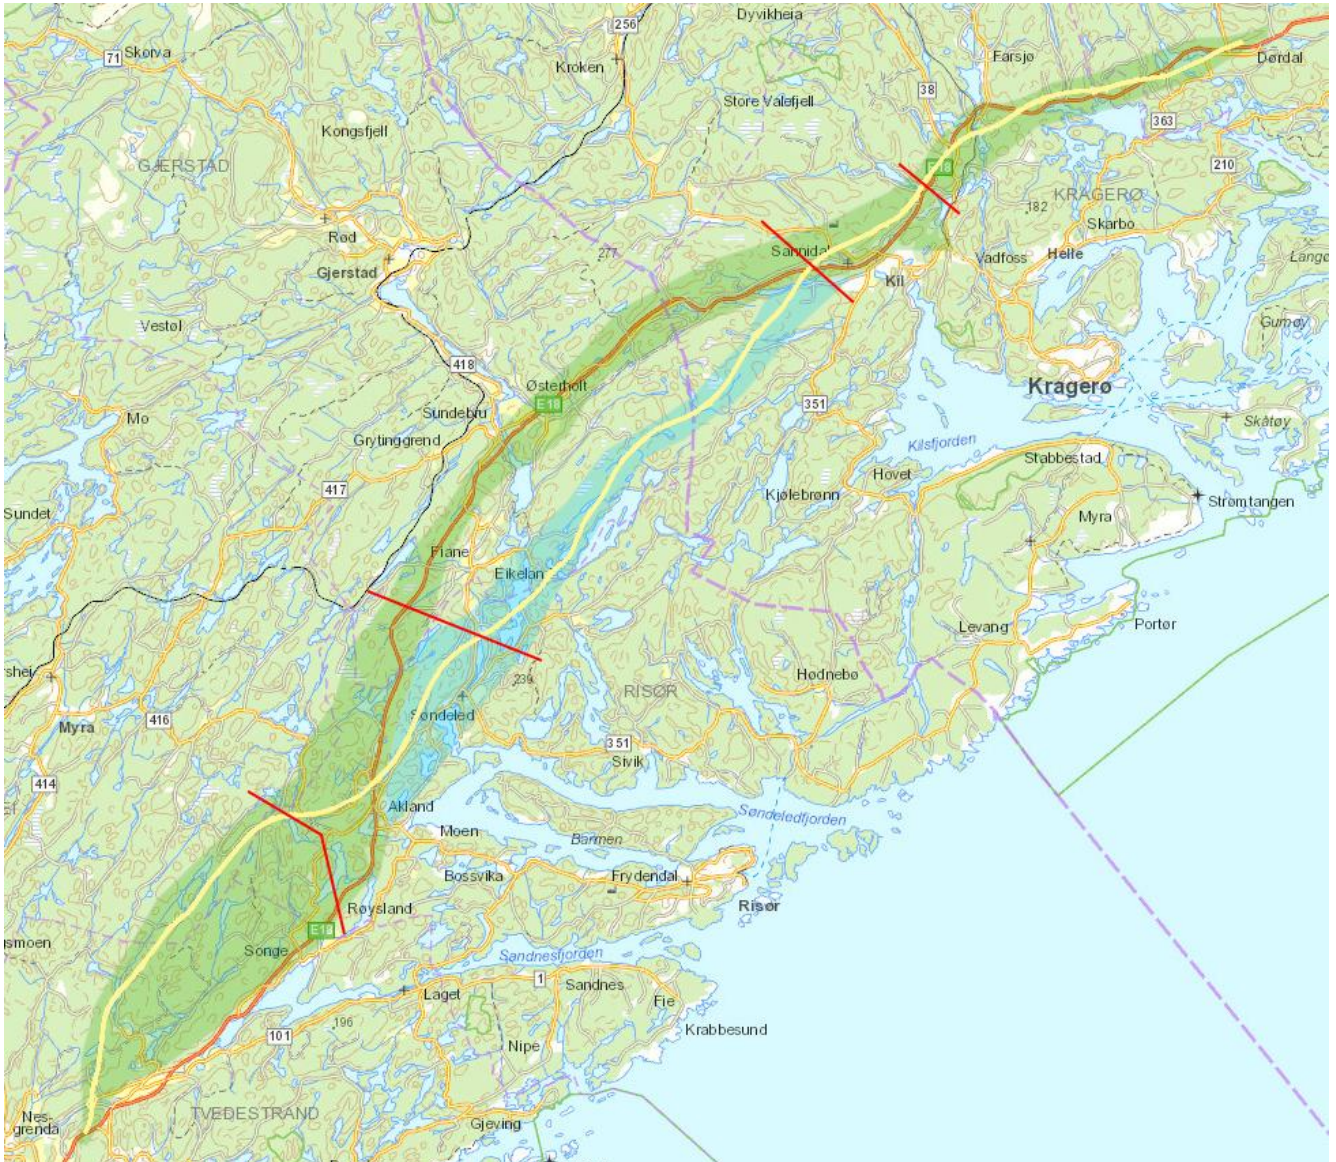 Dyvikheia
256
Skorva
71
Farsjø
Dørdal
Kroken
38
Store Valefjell
363
Kongsfjell
GJERSTAD
210
KRAGERØ
182
Skarbo
Rød
277
Sannidal
Vadfoss
Helle
Gjerstad
Kil
Vestøl
Gumøy
418
Østerholt
E18
Kragerø
Sundebru
351
Mo
Skåtøy
Grytinggrend
Kilsfjorden
Stabbestad
Hovet
417
Kjølebrønn
Strømtangen
Sundet
Myra
Fiane
Eikelan
Portør
Levang
Hødnebø
239
RISØR
Søndeled
416
Myra
351
Sivik
414
Akland
Søndeledfjorden
Moen
Barmen
Bossvika
Frydendal
Risør
Røysland
E18
gsmoen
Songe
Sandnesfjorden
1
Sandnes
Laget
Fie
196
101
Krabbesund
Nipe
TVEDESTRAND
Nes-
grenda
Gjeving